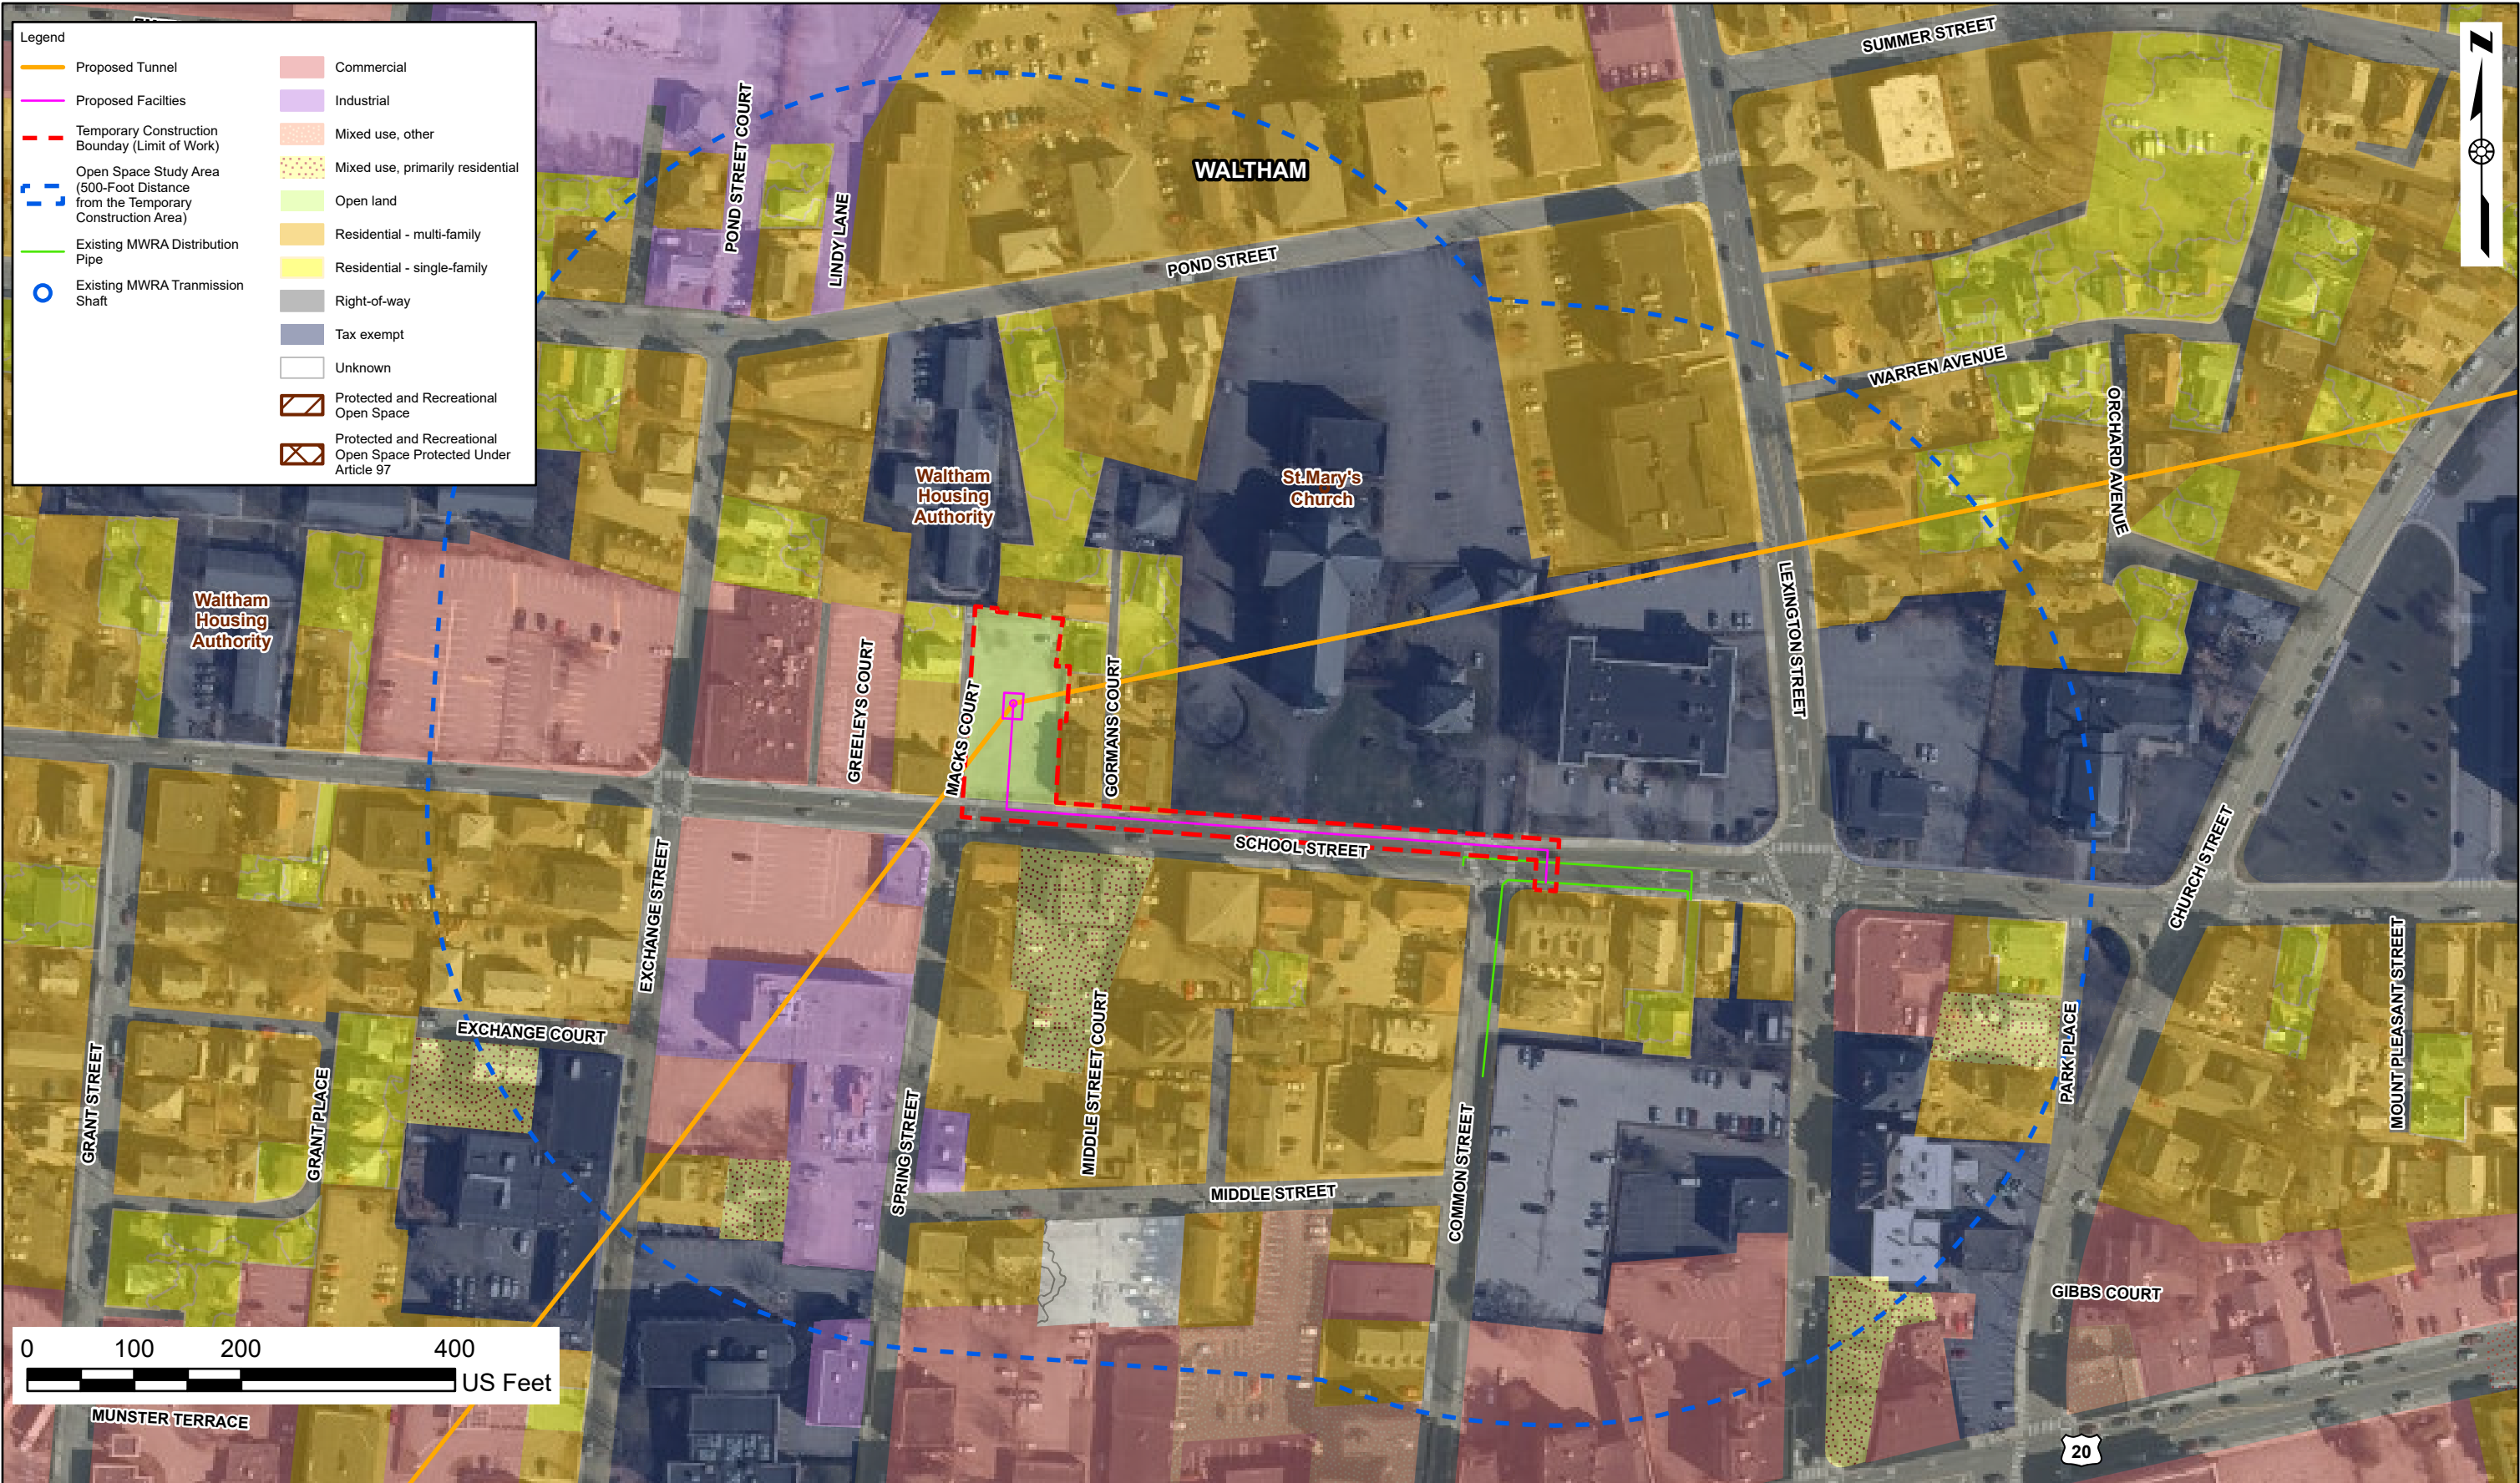 Legend
Proposed Tunnel
Proposed Facilties
Temporary Construction
Bounday (Limit of Work)
Open Space Study Area
(500-Foot Distance
from the Temporary
Construction Area)
Existing MWRA Distribution
Pipe
Existing MWRA Tranmission
Shaft
Commercial
Industrial
Mixed use, other
Mixed use, primarily residential
Open land
Residential - multi-family
Residential - single-family
Right-of-way
Tax exempt
Unknown
Protected and Recreational
Open Space
Protected and Recreational
Open Space Protected Under
Article 97
SUMMER STREET
N
POND STREET COURT
WALTHAM
LINDY LANE
POND STREET
WARREN AVENUE
ORCHARD AVENUE
Waltham
Housing
Authority
St.Mary's
Church
Waltham
Housing
Authority
LEXINGTON STREET
GREELEYS COURT
MACKS COURT
GORMANS COURT
SCHOOL STREET
CHURCH STREET
EXCHANGE STREET
EXCHANGE COURT
GRANT STREET
GRANT PLACE
SPRING STREET
MIDDLE STREET COURT
MIDDLE STREET
COMMON STREET
PARK PLACE
MOUNT PLEASANT STREET
GIBBS COURT
0 100 200 400
US Feet
MUNSTER TERRACE
20